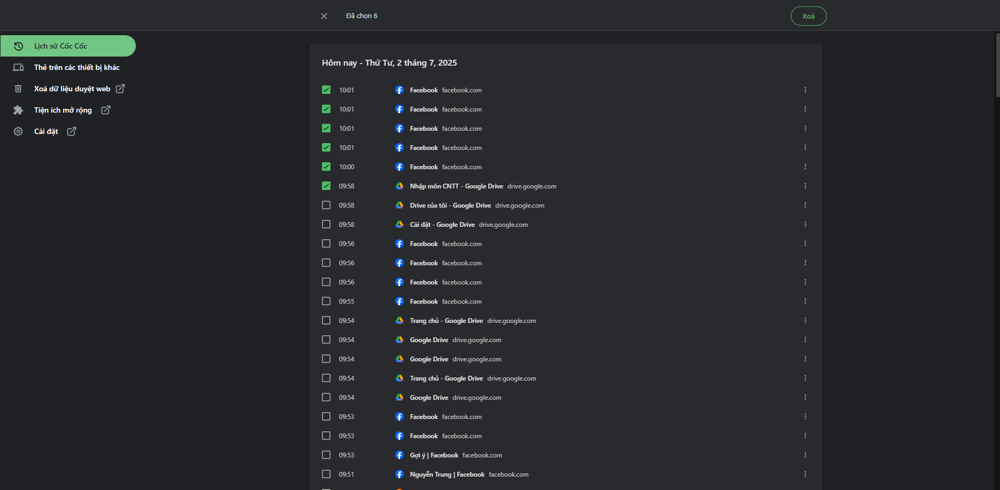 Đã chọn 6
Xoá
Lịch sử Cốc Cốc
Thẻ trên các thiết bị khác
Xoá dữ liệu duyệt web
Tiện ích mở rộng
Cài đặt
Hôm nay - Thứ Tư, 2 tháng 7, 2025
10:01 Facebook facebook.com
10:01 Facebook facebook.com
10:01 Facebook facebook.com
10:01 Facebook facebook.com
10:00 Facebook facebook.com
09:58 Nhập môn CNTT - Google Drive drive.google.com
09:58 Drive của tôi - Google Drive drive.google.com
09:58 Cài đặt - Google Drive drive.google.com
09:56 Facebook facebook.com
09:56 Facebook facebook.com
09:56 Facebook facebook.com
09:55 Facebook facebook.com
09:54 Trang chủ - Google Drive drive.google.com
09:54 Google Drive drive.google.com
09:54 Google Drive drive.google.com
09:54 Trang chủ - Google Drive drive.google.com
09:54 Google Drive drive.google.com
09:53 Facebook facebook.com
09:53 Facebook facebook.com
09:53 Gợi ý | Facebook facebook.com
09:51 Nguyễn Trung | Facebook facebook.com